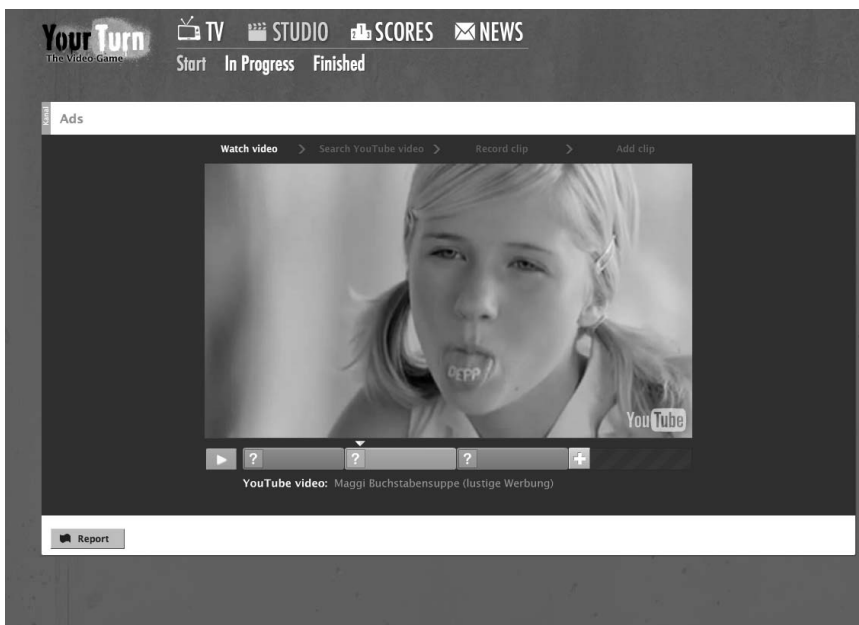 Your Turn
The Video Game
TV STUDIO SCORES NEWS
Start In Progress Finished
Kanal
Ads
Watch video > Search YouTube video > Record clip > Add clip
DEPP
YouTube
? ? ? +
YouTube video: Maggi Buchstabensuppe (lustige Werbung)
Report